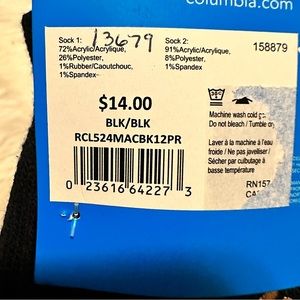 columbia.com
Sock 1: 13679
72%Acrylic/Acrylique,
26%Polyester,
1%Rubber/Caoutchouc,
1%Spandex
Sock 2:
91%Acrylic/Acrylique,
8%Polyester,
1%Spandex
158879
$14.00
BLK/BLK
RCL524MACBK12PR
0 23616 64227 3
Machine wash cold
Do not bleach / Tumble
Laver à la machine à l'eau
froide / Ne pas javelliser /
Sécher par culbutage à
basse température
RN157